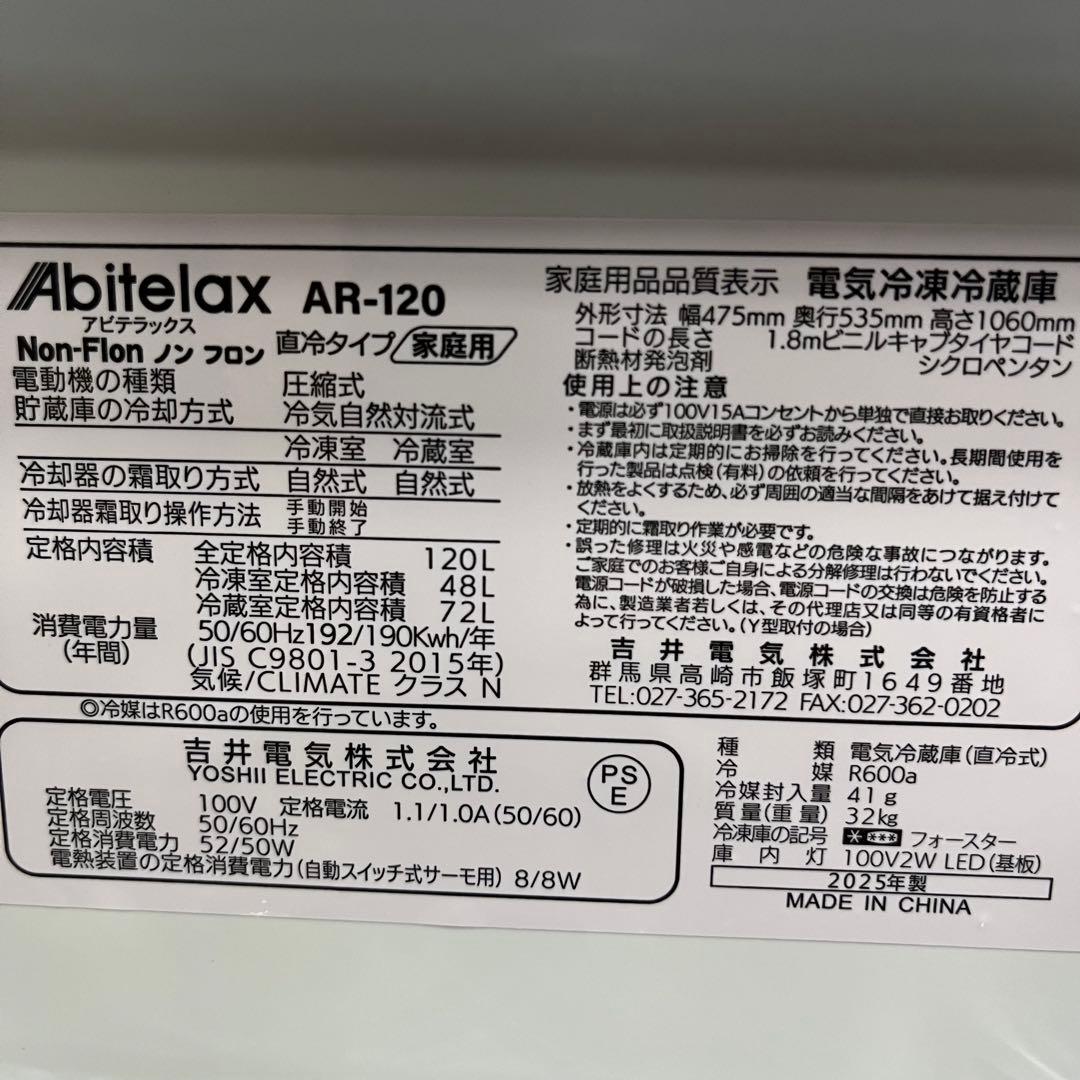 Abitelax AR-120
アビテラックス
Non-Flon ノン フロン 直冷タイプ 家庭用
電動機の種類 圧縮式
貯蔵庫の冷却方式 冷気自然対流式
冷凍室 冷蔵室
冷却器の霜取り方式 自然式 自然式
冷却器霜取り操作方法 手動開始
手動終了
定格内容積 全定格内容積 120L
冷凍室定格内容積 48L
冷蔵室定格内容積 72L
消費電力量 50/60Hz192/190Kwh/年
(年間) (JIS C9801-3 2015年)
気候/CLIMATE クラス N
◎冷媒はR600aの使用を行っています。
家庭用品品質表示 電気冷凍冷蔵庫
外形寸法 幅475mm 奥行535mm 高さ1060mm
コードの長さ 1.8mビニルキャブタイヤコード
断熱材発泡剤 シクロペンタン
使用上の注意
・電源は必ず100V15Aコンセントから単独で直接お取りください。
・まず最初に取扱説明書を必ずお読みください。
・冷蔵庫内は定期的にお掃除を行ってください。長期間使用を
行った製品は点検(有料)の依頼を行ってください。
・放熱をよくするため、必ず周囲の適当な間隔をあけて据え付けて
ください。
・定期的に霜取り作業が必要です。
・誤った修理は火災や感電などの危険な事故につながります。
ご家庭でのお客様ご自身による分解修理は行わないでください。
電源コードが破損した場合、電源コードの交換は危険を防止する
為に、製造業者若しくは、その代理店又は同等の有資格者に
よって行ってください。(Y型取付の場合)
吉井電気株式会社
群馬県高崎市飯塚町1649番地
TEL:027-365-2172 FAX:027-362-0202
吉井電気株式会社
YOSHII ELECTRIC CO.,LTD.
PS
E
定格電圧 100V 定格電流 1.1/1.0A(50/60)
定格周波数 50/60Hz
定格消費電力 52/50W
電熱装置の定格消費電力(自動スイッチ式サーモ用) 8/8W
種類 電気冷蔵庫(直冷式)
冷媒 R600a
冷媒封入量 41g
質量(重量) 32kg
冷凍庫の記号 * *** フォースター
庫内灯 100V2W LED(基板)
2025年製
MADE IN CHINA